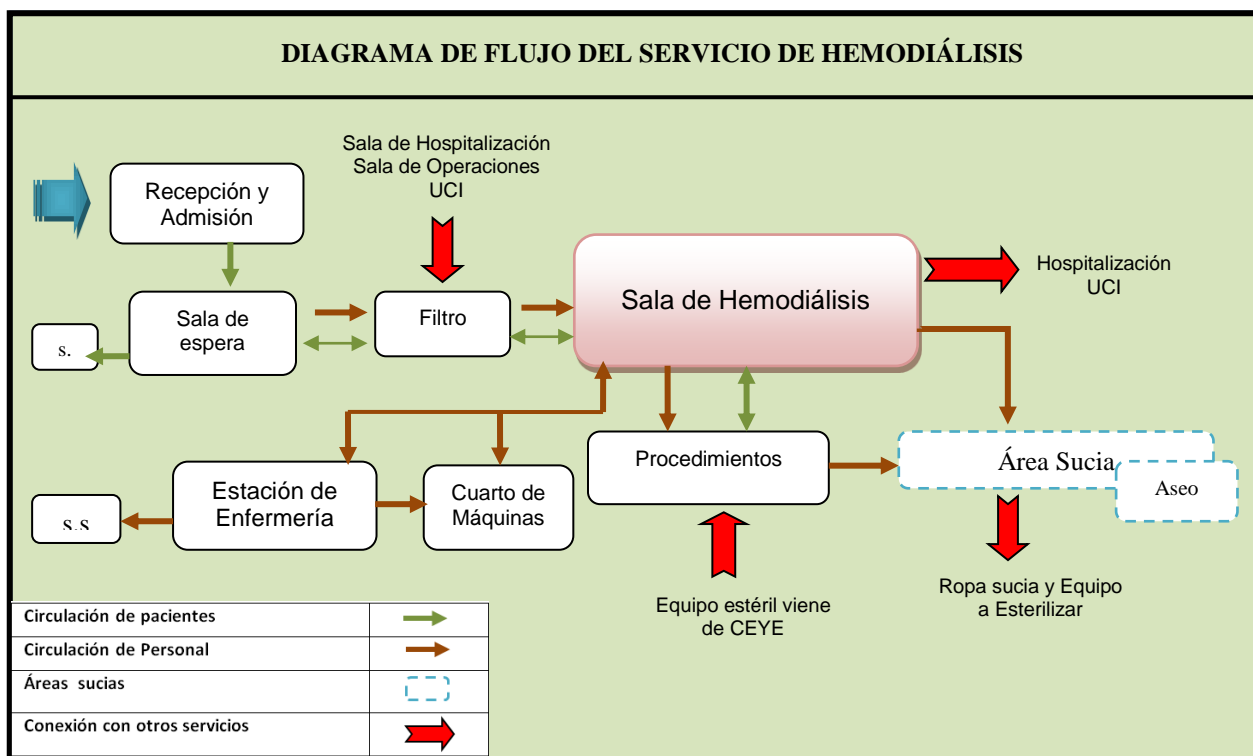 DIAGRAMA DE FLUJO DEL SERVICIO DE HEMODIÁLISIS
Sala de Hospitalización
Sala de Operaciones
UCI
Recepción y
Admisión
Sala de Hemodiálisis
Hospitalización
UCI
Sala de
espera
Filtro
s.
Procedimientos
Área Sucia
Aseo
Estación de
Enfermería
Cuarto de
Máquinas
s.s
Equipo estéril viene
de CEYE
Ropa sucia y Equipo
a Esterilizar
Circulación de pacientes
Circulación de Personal
Áreas sucias
Conexión con otros servicios